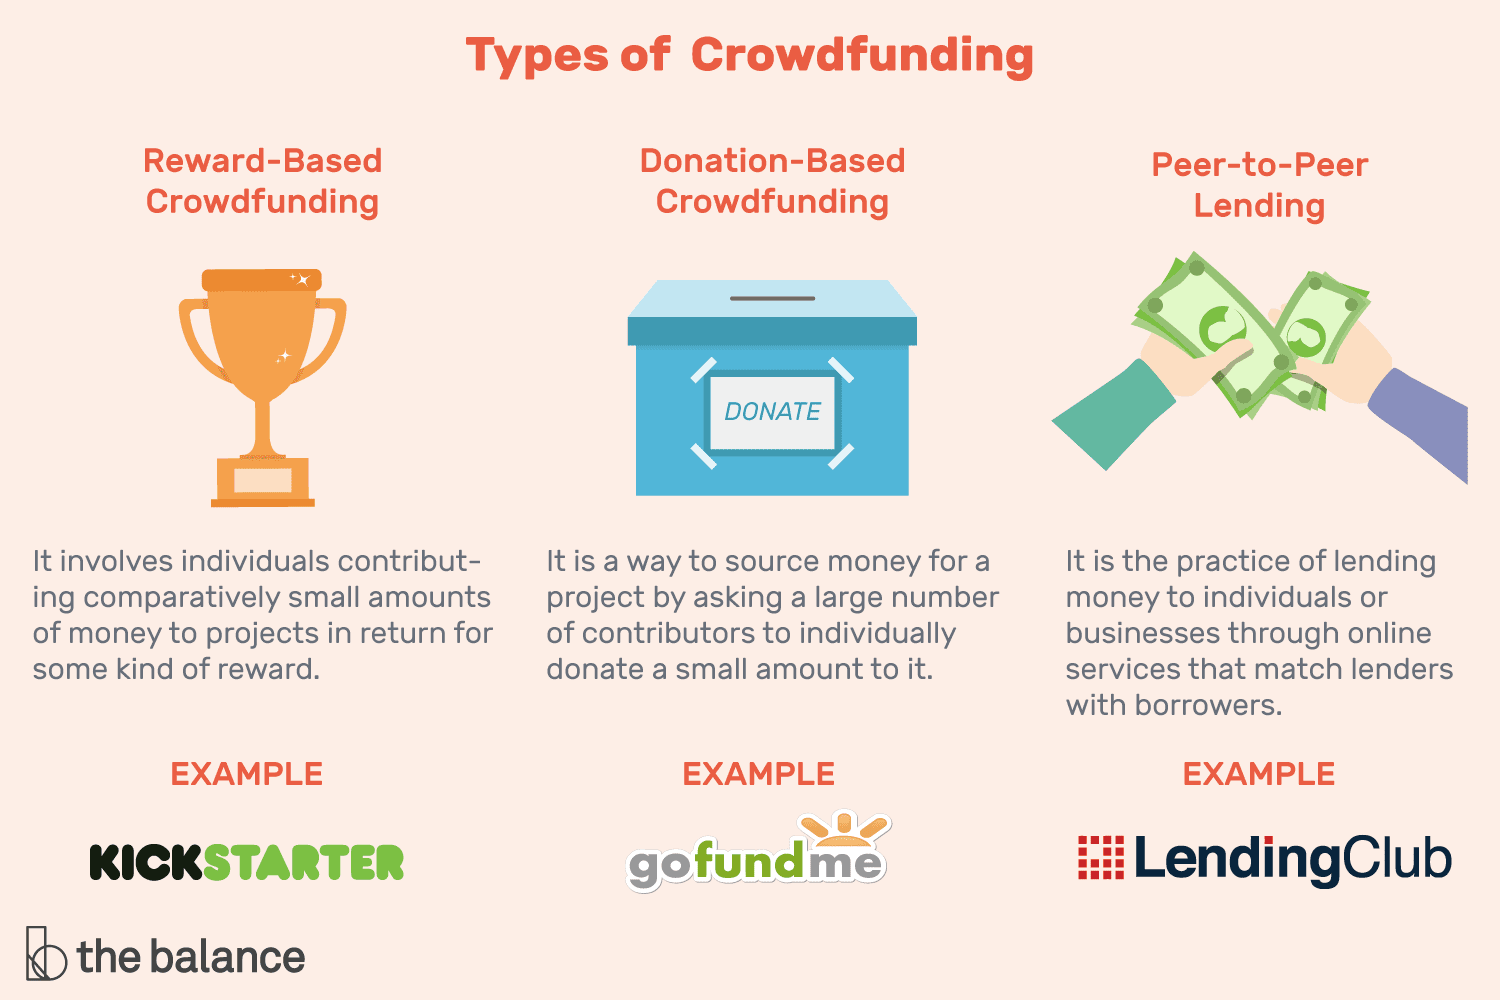 Types of Crowdfunding
Reward-Based
Crowdfunding
It involves individuals contribut-
ing comparatively small amounts
of money to projects in return for
some kind of reward.
EXAMPLE
KICKSTARTER
Donation-Based
Crowdfunding
DONATE
It is a way to source money for a
project by asking a large number
of contributors to individually
donate a small amount to it.
EXAMPLE
gofundme
Peer-to-Peer
Lending
It is the practice of lending
money to individuals or
businesses through online
services that match lenders
with borrowers.
EXAMPLE
LendingClub
the balance